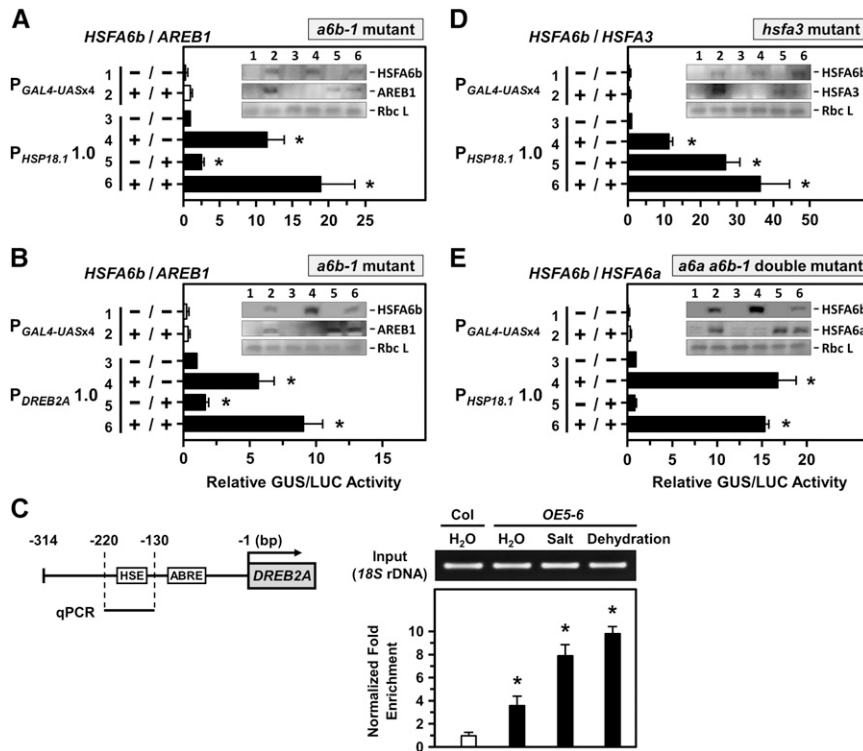 A
HSFA6b / AREB1
a6b-1 mutant
1 2 3 4 5 6
HSFA6b
AREB1
Rbc L
PGAL4-UASx4
1 − / −
2 + / +
PHSP18.1 1.0
3 − / −
4 + / −
5 − / +
6 + / +
0 5 10 15 20 25
B
HSFA6b / AREB1
a6b-1 mutant
1 2 3 4 5 6
HSFA6b
AREB1
Rbc L
PGAL4-UASx4
1 − / −
2 + / +
PDREB2A 1.0
3 − / −
4 + / −
5 − / +
6 + / +
* * *
0 5 10 15
Relative GUS/LUC Activity
D
HSFA6b / HSFA3
hsfa3 mutant
1 2 3 4 5 6
HSFA6b
HSFA3
Rbc L
PGAL4-UASx4
1 − / −
2 + / +
PHSP18.1 1.0
3 − / −
4 + / −
5 − / +
6 + / +
0 10 20 30 40 50
E
HSFA6b / HSFA6a
a6a a6b-1 double mutant
1 2 3 4 5 6
HSFA6b
HSFA6a
Rbc L
PGAL4-UASx4
1 − / −
2 + / +
PHSP18.1 1.0
3 − / −
4 + / −
5 − / +
6 + / +
0 5 10 15 20
Relative GUS/LUC Activity
C
-314 -220 -130 -1 (bp)
HSE ABRE DREB2A
qPCR
Col OE5-6
H2O H2O Salt Dehydration
Input
(18S rDNA)
Normalized Fold
Enrichment
10
8
6
4
2
0
* * *